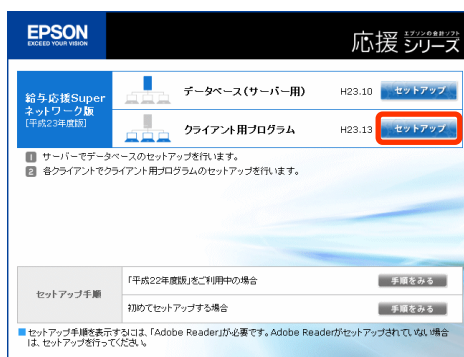 EPSON
EXCEED YOUR VISION
応援 エプソンの会計ソフト シリーズ
給与応援Super
ネットワーク版
[平成23年度版]
データベース(サーバー用) H23.10 セットアップ
クライアント用プログラム H23.13 セットアップ
1 サーバーでデータベースのセットアップを行います。
2 各クライアントでクライアント用プログラムのセットアップを行います。
セットアップ手順
「平成22年度版」をご利用中の場合 手順をみる
初めてセットアップする場合 手順をみる
■セットアップ手順を表示するには、「Adobe Reader」が必要です。Adobe Readerがセットアップされていない場合
は、セットアップを行ってください。